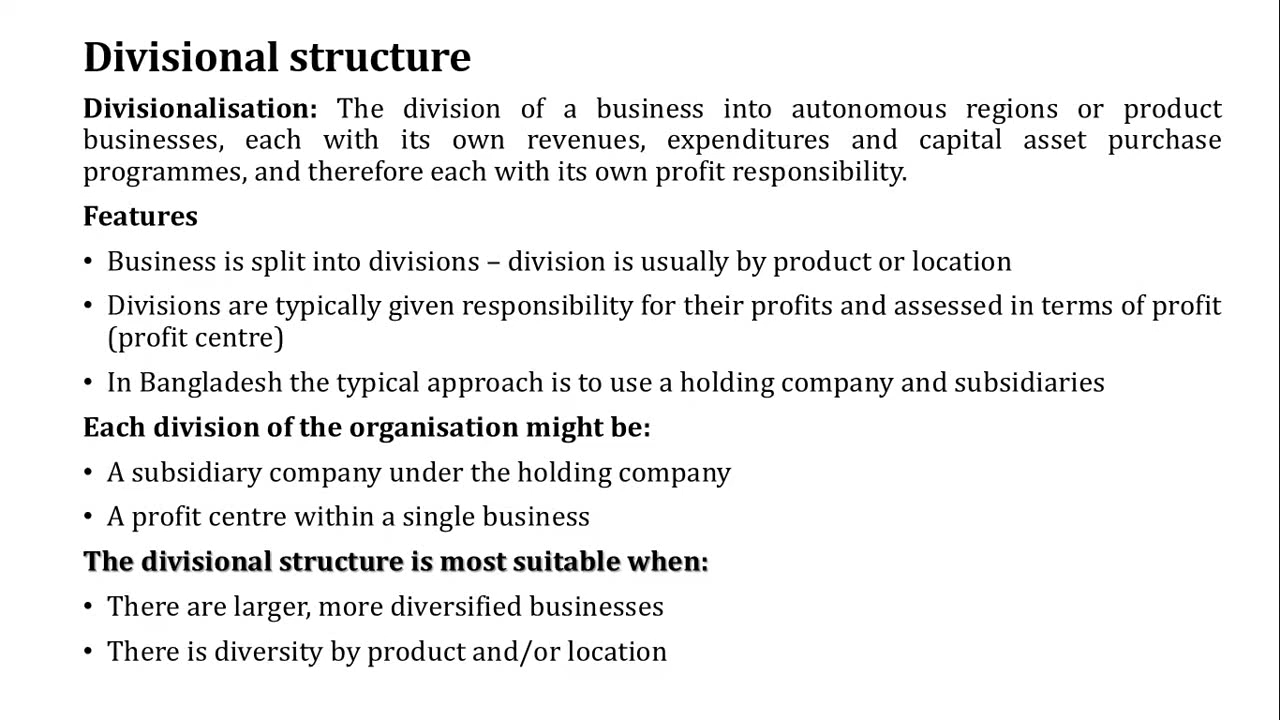 Divisional structure
Divisionalisation: The division of a business into autonomous regions or product
businesses, each with its own revenues, expenditures and capital asset purchase
programmes, and therefore each with its own profit responsibility.
Features
• Business is split into divisions – division is usually by product or location
• Divisions are typically given responsibility for their profits and assessed in terms of profit
(profit centre)
• In Bangladesh the typical approach is to use a holding company and subsidiaries
Each division of the organisation might be:
• A subsidiary company under the holding company
• A profit centre within a single business
The divisional structure is most suitable when:
• There are larger, more diversified businesses
• There is diversity by product and/or location